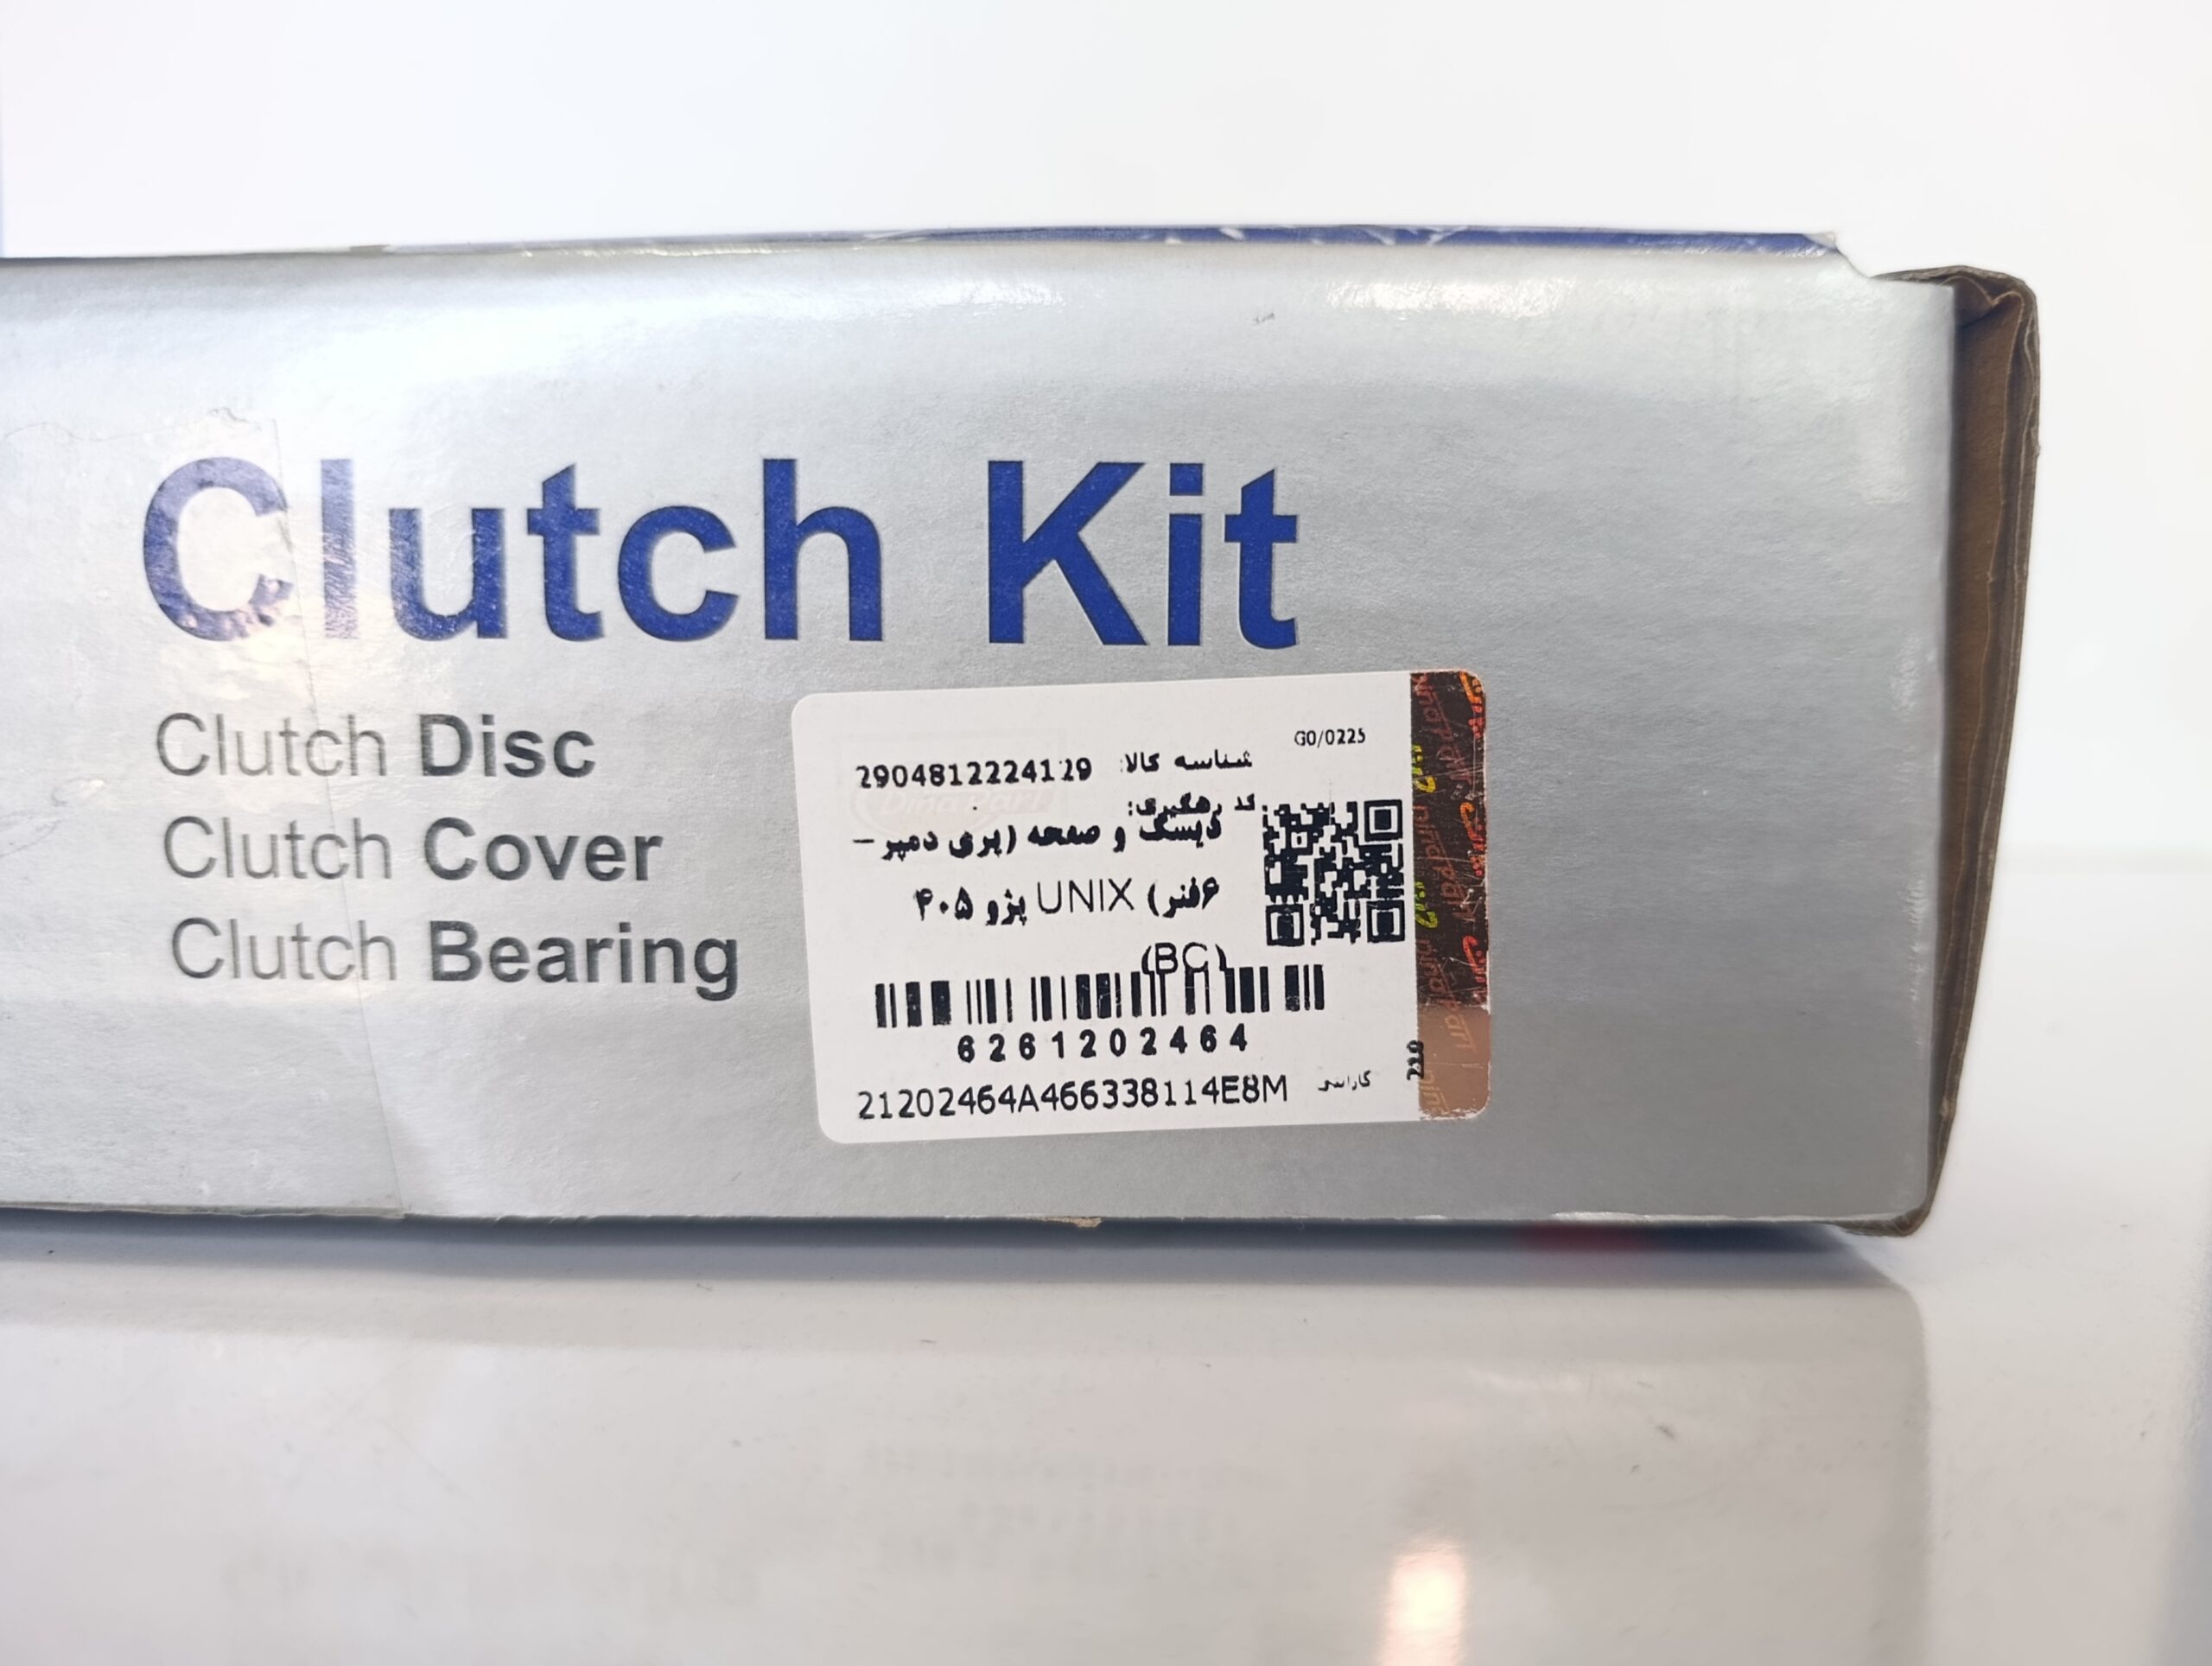 Clutch Kit
Clutch Disc
Clutch Cover
Clutch Bearing
G0/0225
شناسه کالا: 2904812224129
کد رهگیری:
دیسک و صفحه (پری دمپر –
۶فنر) UNIX پژو ۴۰۵
(BC)
6261202464
21202464A466338114E8M گارانتی
210